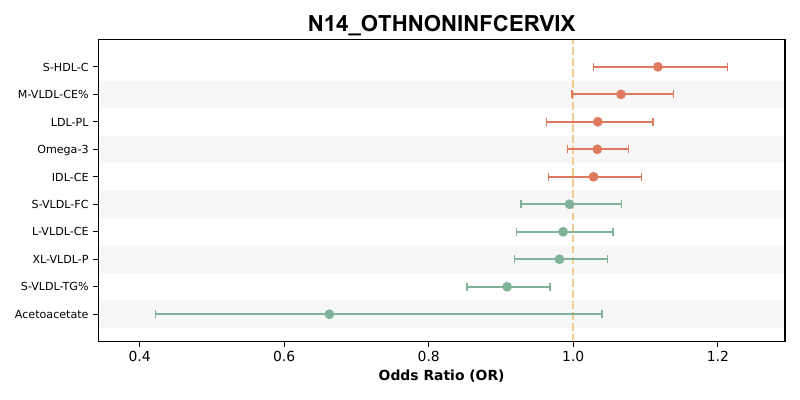 N14_OTHNONINFCERVIX
S-HDL-C
M-VLDL-CE%
LDL-PL
Omega-3
IDL-CE
S-VLDL-FC
L-VLDL-CE
XL-VLDL-P
S-VLDL-TG%
Acetoacetate
0.4 0.6 0.8 1.0 1.2
Odds Ratio (OR)